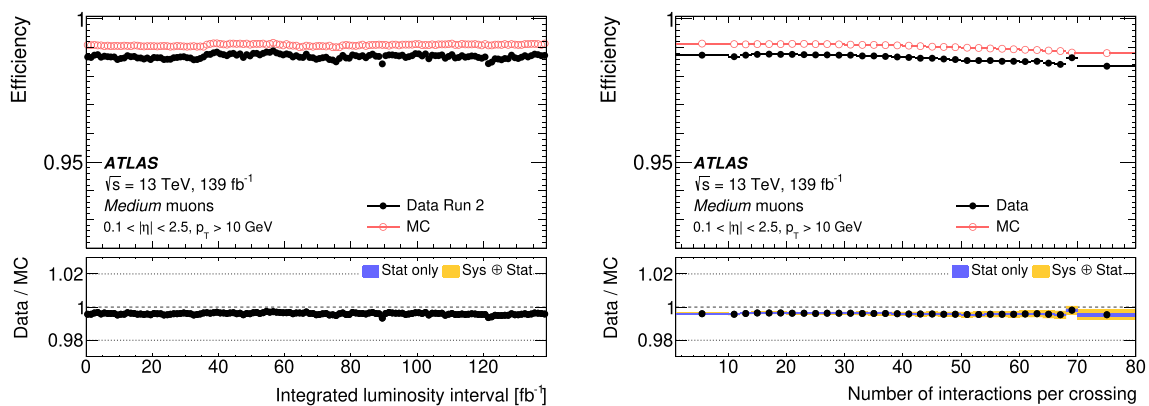 Efficiency
1
0.95
ATLAS
√s = 13 TeV, 139 fb⁻¹
Medium muons
0.1 < |η| < 2.5, p_T > 10 GeV
Data Run 2
MC
Data / MC
1.02
1
0.98
Stat only
Sys ⊕ Stat
0 20 40 60 80 100 120
Integrated luminosity interval [fb⁻¹]
Efficiency
1
0.95
ATLAS
√s = 13 TeV, 139 fb⁻¹
Medium muons
0.1 < |η| < 2.5, p_T > 10 GeV
Data
MC
Data / MC
1.02
1
0.98
Stat only
Sys ⊕ Stat
10 20 30 40 50 60 70 80
Number of interactions per crossing